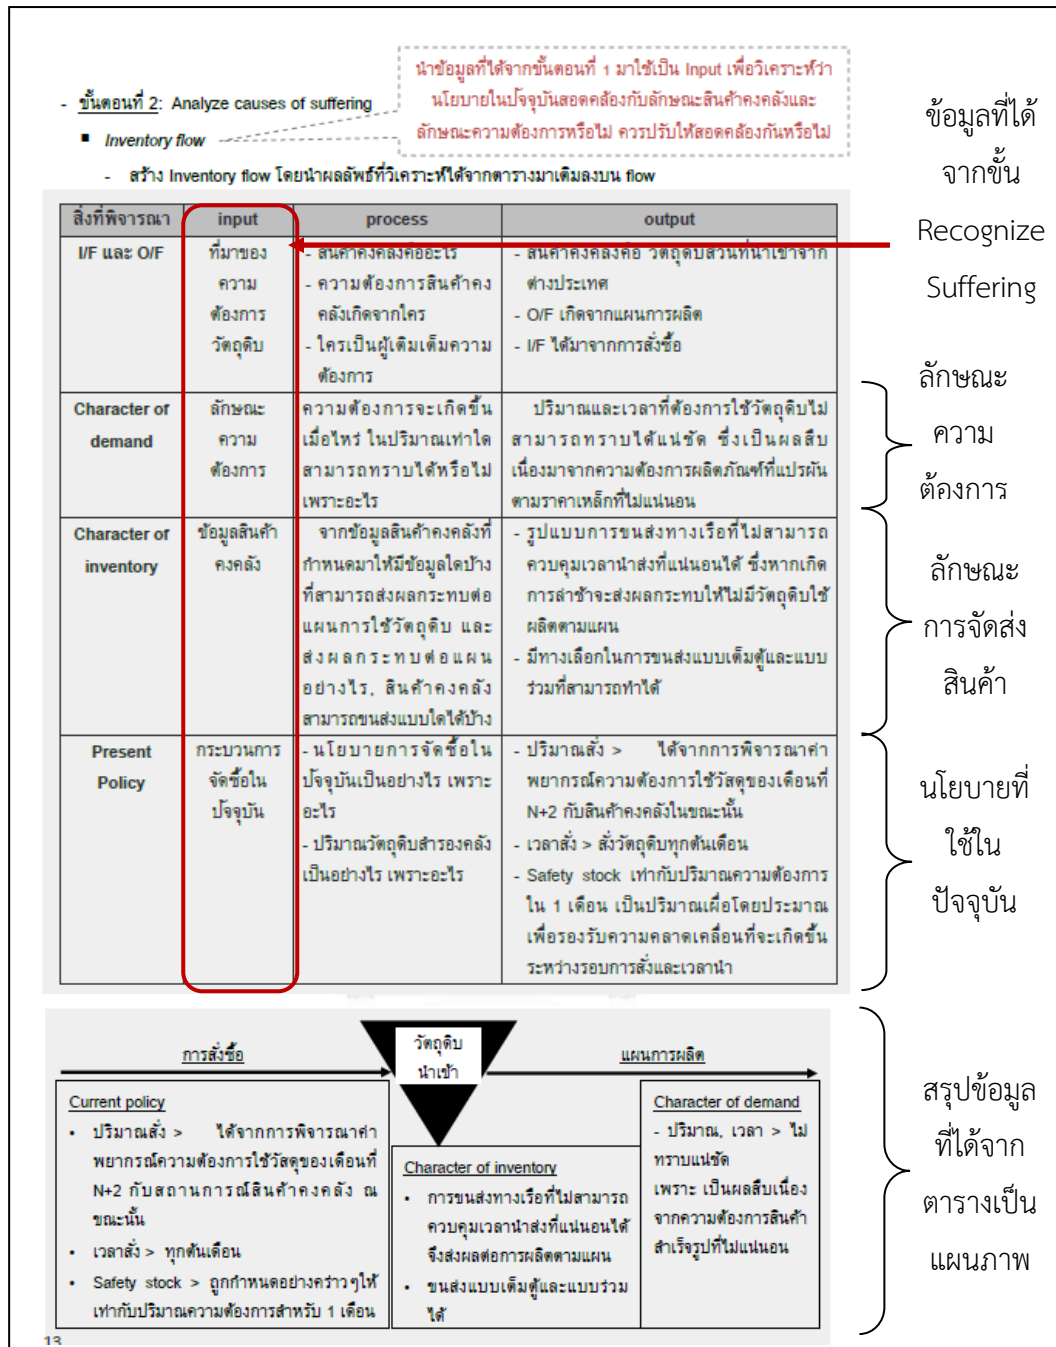 นำข้อมูลที่ได้จากขั้นตอนที่ 1 มาใช้เป็น Input เพื่อวิเคราะห์ว่า
นโยบายในปัจจุบันสอดคล้องกับลักษณะสินค้าคงคลังและ
ลักษณะความต้องการหรือไม่ ควรปรับให้สอดคล้องกันหรือไม่
- ขั้นตอนที่ 2: Analyze causes of suffering
▪ Inventory flow
- สร้าง Inventory flow โดยนำผลลัพธ์ที่วิเคราะห์ได้จากตารางมาเติมลงบน flow
ข้อมูลที่ได้
จากขั้น
Recognize
Suffering
สิ่งที่พิจารณา
input
process
output
I/F และ O/F
ที่มาของ
ความ
ต้องการ
วัตถุดิบ
- สินค้าคงคลังคืออะไร
- ความต้องการสินค้าคง
คลังเกิดจากใคร
- ใครเป็นผู้เติมเต็มความ
ต้องการ
- สินค้าคงคลังคือ วัตถุดิบส่วนที่นำเข้าจาก
ต่างประเทศ
- O/F เกิดจากแผนการผลิต
- I/F ได้มาจากการสั่งซื้อ
Character of
demand
ลักษณะ
ความ
ต้องการ
ความต้องการจะเกิดขึ้น
เมื่อไหร่ ในปริมาณเท่าใด
สามารถทราบได้หรือไม่
เพราะอะไร
ปริมาณและเวลาที่ต้องการใช้วัตถุดิบไม่
สามารถทราบได้แน่ชัด ซึ่งเป็นผลสืบ
เนื่องมาจากความต้องการผลิตภัณฑ์ที่แปรผัน
ตามราคาเหล็กที่ไม่แน่นอน
ลักษณะ
ความ
ต้องการ
Character of
inventory
ข้อมูลสินค้า
คงคลัง
จากข้อมูลสินค้าคงคลังที่
กำหนดมาให้มีข้อมูลใดบ้าง
ที่สามารถส่งผลกระทบต่อ
แผนการใช้วัตถุดิบ และ
ส่งผลกระทบต่อแผน
อย่างไร, สินค้าคงคลัง
สามารถขนส่งแบบใดได้บ้าง
- รูปแบบการขนส่งทางเรือที่ไม่สามารถ
ควบคุมเวลานำส่งที่แน่นอนได้ ซึ่งหากเกิด
การล่าช้าจะส่งผลกระทบให้ไม่มีวัตถุดิบใช้
ผลิตตามแผน
- มีทางเลือกในการขนส่งแบบเต็มตู้และแบบ
ร่วมที่สามารถทำได้
ลักษณะ
การจัดส่ง
สินค้า
Present
Policy
กระบวนการ
จัดซื้อใน
ปัจจุบัน
- นโยบายการจัดซื้อใน
ปัจจุบันเป็นอย่างไร เพราะ
อะไร
- ปริมาณวัตถุดิบสำรองคลัง
เป็นอย่างไร เพราะอะไร
- ปริมาณสั่ง > ได้จากการพิจารณาค่า
พยากรณ์ความต้องการใช้วัสดุของเดือนที่
N+2 กับสินค้าคงคลังในขณะนั้น
- เวลาสั่ง > สั่งวัตถุดิบทุกต้นเดือน
- Safety stock เท่ากับปริมาณความต้องการ
ใน 1 เดือน เป็นปริมาณเผื่อโดยประมาณ
เพื่อรองรับความคลาดเคลื่อนที่จะเกิดขึ้น
ระหว่างรอบการสั่งและเวลานำ
นโยบายที่
ใช้ใน
ปัจจุบัน
การสั่งซื้อ
วัตถุดิบ
นำเข้า
แผนการผลิต
Current policy
• ปริมาณสั่ง > ได้จากการพิจารณาค่า
พยากรณ์ความต้องการใช้วัสดุของเดือนที่
N+2 กับสถานการณ์สินค้าคงคลัง ณ
ขณะนั้น
• เวลาสั่ง > ทุกต้นเดือน
• Safety stock > ถูกกำหนดอย่างคร่าวๆให้
เท่ากับปริมาณความต้องการสำหรับ 1 เดือน
Character of inventory
• การขนส่งทางเรือที่ไม่สามารถ
ควบคุมเวลานำส่งที่แน่นอนได้
จึงส่งผลต่อการผลิตตามแผน
• ขนส่งแบบเต็มตู้และแบบร่วม
ได้
Character of demand
- ปริมาณ, เวลา > ไม่
ทราบแน่ชัด
เพราะ เป็นผลสืบเนื่อง
จากความต้องการสินค้า
สำเร็จรูปที่ไม่แน่นอน
สรุปข้อมูล
ที่ได้จาก
ตารางเป็น
แผนภาพ
13